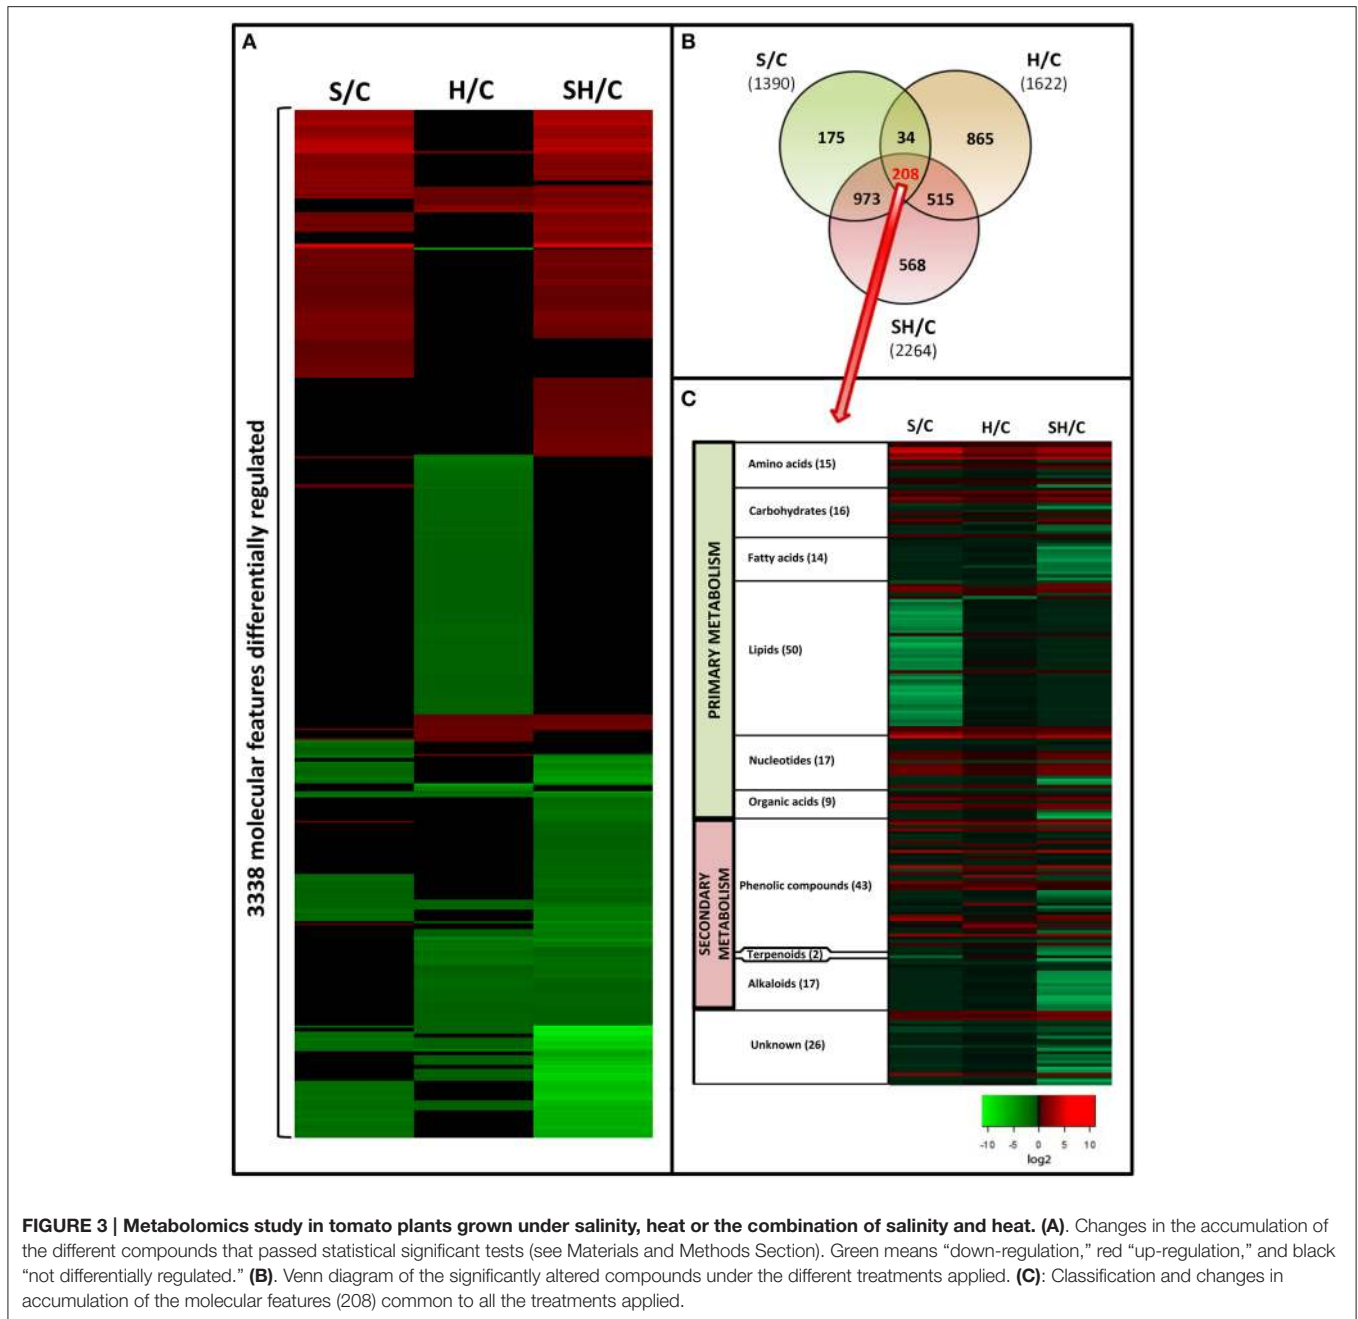 A
S/C H/C SH/C
3338 molecular features differentially regulated
B
S/C
(1390)
H/C
(1622)
175 34 865
208
973 515
568
SH/C
(2264)
C
S/C H/C SH/C
PRIMARY METABOLISM
Amino acids (15)
Carbohydrates (16)
Fatty acids (14)
Lipids (50)
Nucleotides (17)
Organic acids (9)
SECONDARY
METABOLISM
Phenolic compounds (43)
Terpenoids (2)
Alkaloids (17)
Unknown (26)
-10 -5 0 5 10
log2
FIGURE 3 | Metabolomics study in tomato plants grown under salinity, heat or the combination of salinity and heat. (A). Changes in the accumulation of
the different compounds that passed statistical significant tests (see Materials and Methods Section). Green means “down-regulation,” red “up-regulation,” and black
“not differentially regulated.” (B). Venn diagram of the significantly altered compounds under the different treatments applied. (C): Classification and changes in
accumulation of the molecular features (208) common to all the treatments applied.